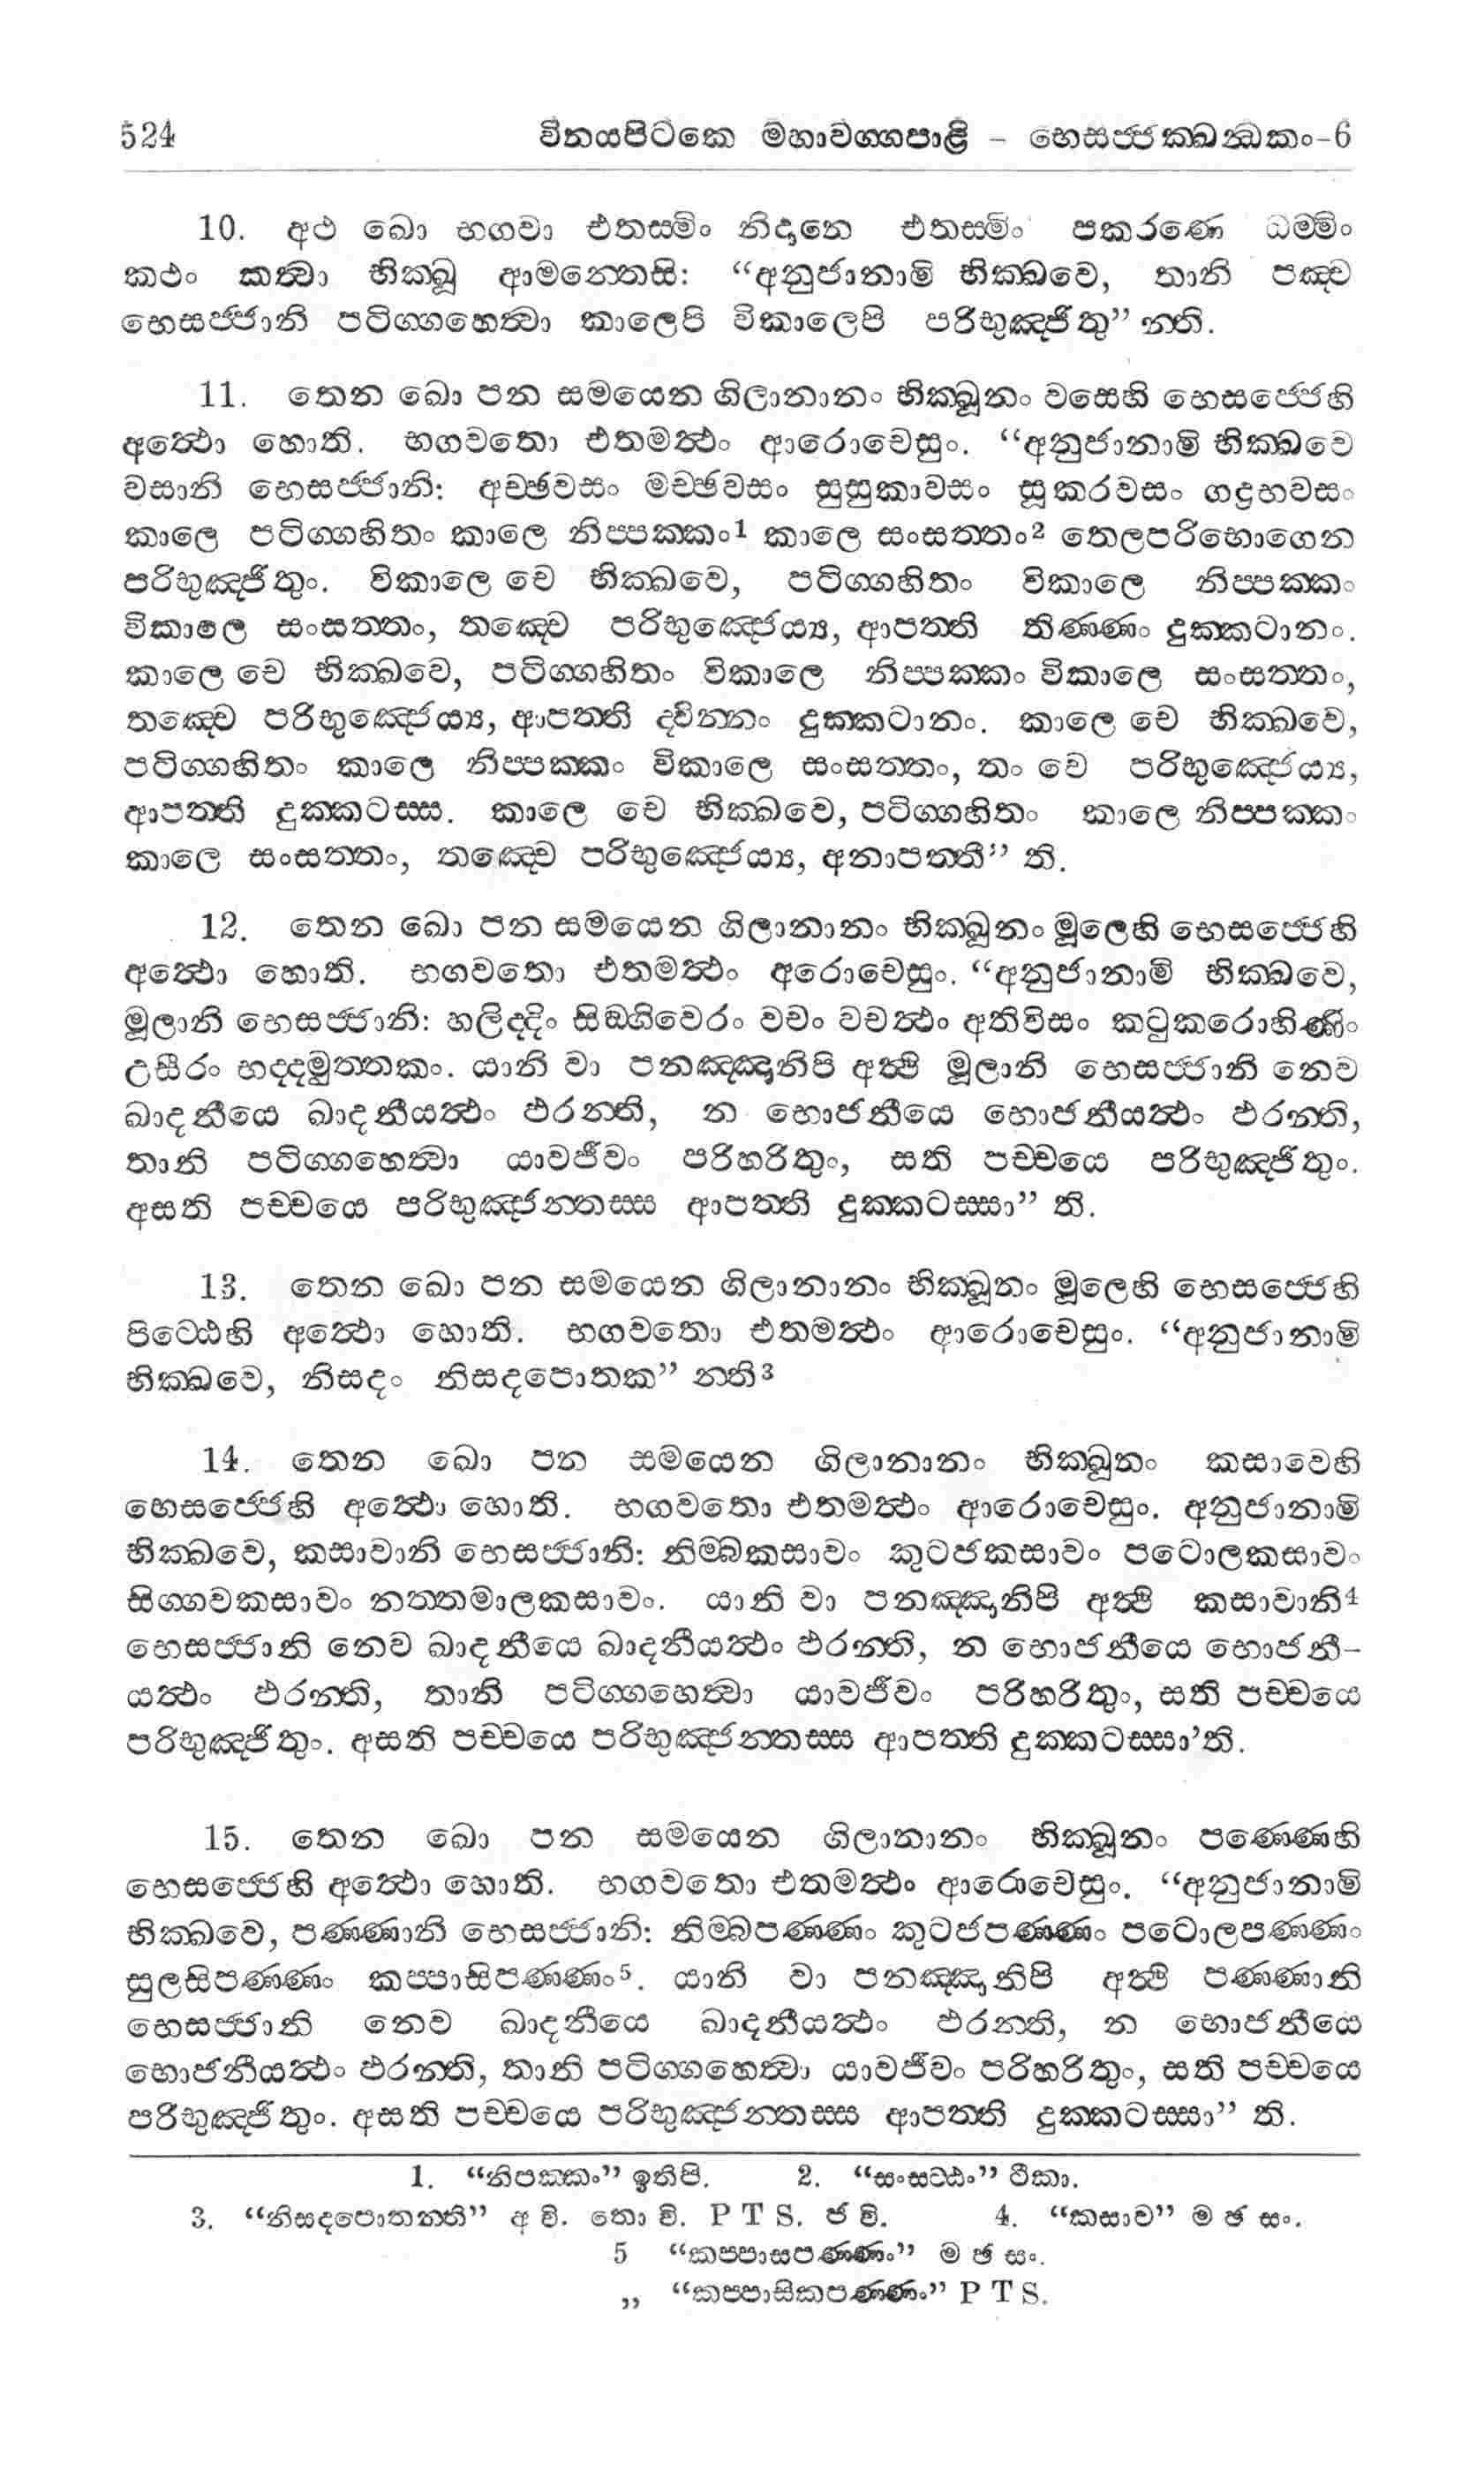 524 විනයපිටකෙ මහාවග්ගපාළි – භෙසජ්ජක්ඛන්ධකං-6
10. අථ ඛො භගවා එතස්මිං නිදානෙ එතස්මිං පකරණෙ ධම්මිං
කථං කත්වා භික්ඛූ ආමන්තෙසි: “අනුජානාමි භික්ඛවෙ, තානි පඤ්ච
භෙසජ්ජානි පටිග්ගහෙත්වා කාලෙපි විකාලෙපි පරිභුඤ්ජිතු” න්ති.
11. තෙන ඛො පන සමයෙන ගිලානානං භික්ඛූනං වසෙහි භෙසජ්ජෙහි
අත්ථො හොති. භගවතො එතමත්ථං ආරොචෙසුං. “අනුජානාමි භික්ඛවෙ
වසානි භෙසජ්ජානි: අච්ඡවසං මච්ඡවසං සුසුකාවසං සූකරවසං ගද්‍රභවසං
කාලෙ පටිග්ගහිතං කාලෙ නිප්පක්කං1 කාලෙ සංසත්තං2 තෙලපරිභොගෙන
පරිභුඤ්ජිතුං. විකාලෙ චෙ භික්ඛවෙ, පටිග්ගහිතං විකාලෙ නිප්පක්කං
විකාලෙ සංසත්තං, තඤ්චෙ පරිභුඤ්ජෙය්‍ය, ආපත්ති තිණ්ණං දුක්කටානං.
කාලෙ චෙ භික්ඛවෙ, පටිග්ගහිතං විකාලෙ නිප්පක්කං විකාලෙ සංසත්තං,
තඤ්චෙ පරිභුඤ්ජෙය්‍ය, ආපත්ති ද්වින්නං දුක්කටානං. කාලෙ චෙ භික්ඛවෙ,
පටිග්ගහිතං කාලෙ නිප්පක්කං විකාලෙ සංසත්තං, තං චෙ පරිභුඤ්ජෙය්‍ය,
ආපත්ති දුක්කටස්ස. කාලෙ චෙ භික්ඛවෙ, පටිග්ගහිතං කාලෙ නිප්පක්කං
කාලෙ සංසත්තං, තඤ්චෙ පරිභුඤ්ජෙය්‍ය, අනාපත්තී” ති.
12. තෙන ඛො පන සමයෙන ගිලානානං භික්ඛූනං මූලෙහි භෙසජ්ජෙහි
අත්ථො හොති. භගවතො එතමත්ථං අරොචෙසුං. “අනුජානාමි භික්ඛවෙ,
මූලානි භෙසජ්ජානි: හලිද්දිං සිඞ්ගිවෙරං වචං වචත්ථං අතිවිසං කටුකරොහිණිං
උසීරං භද්දමුත්තකං. යානි වා පනඤ්ඤානිපි අත්ථි මූලානි භෙසජ්ජානි නෙව
ඛාදනීයෙ ඛාදනීයත්ථං ඵරන්ති, න භොජනීයෙ භොජනීයත්ථං ඵරන්ති,
තානි පටිග්ගහෙත්වා යාවජීවං පරිහරිතුං, සති පච්චයෙ පරිභුඤ්ජිතුං.
අසති පච්චයෙ පරිභුඤ්ජන්තස්ස ආපත්ති දුක්කටස්සා” ති.
13. තෙන ඛො පන සමයෙන ගිලානානං භික්ඛූනං මූලෙහි භෙසජ්ජෙහි
පිට්ඨෙහි අත්ථො හොති. භගවතො එතමත්ථං ආරොචෙසුං. “අනුජානාමි
භික්ඛවෙ, නිසදං නිසදපොතක” න්ති3
14. තෙන ඛො පන සමයෙන ගිලානානං භික්ඛූනං කසාවෙහි
භෙසජ්ජෙහි අත්ථො හොති. භගවතො එතමත්ථං ආරොචෙසුං. අනුජානාමි
භික්ඛවෙ, කසාවානි භෙසජ්ජානි: නිම්බකසාවං කුටජකසාවං පටොලකසාවං
සිග්ගවකසාවං නත්තමාලකසාවං. යානි වා පනඤ්ඤානිපි අත්ථි කසාවානි4
භෙසජ්ජානි නෙව ඛාදනීයෙ ඛාදනීයත්ථං ඵරන්ති, න භොජනීයෙ භොජනී-
යත්ථං ඵරන්ති, තානි පටිග්ගහෙත්වා යාවජීවං පරිහරිතුං, සති පච්චයෙ
පරිභුඤ්ජිතුං. අසති පච්චයෙ පරිභුඤ්ජන්තස්ස ආපත්ති දුක්කටස්සා’ති.
15. තෙන ඛො පන සමයෙන ගිලානානං භික්ඛූනං පණ්ණෙහි
භෙසජ්ජෙහි අත්ථො හොති. භගවතො එතමත්ථං ආරොචෙසුං. “අනුජානාමි
භික්ඛවෙ, පණ්ණානි භෙසජ්ජානි: නිම්බපණ්ණං කුටජපණ්ණං පටොලපණ්ණං
සුලසිපණ්ණං කප්පාසිපණ්ණං5. යානි වා පනඤ්ඤානිපි අත්ථි පණ්ණානි
භෙසජ්ජානි නෙව ඛාදනීයෙ ඛාදනීයත්ථං ඵරන්ති, න භොජනීයෙ
භොජනීයත්ථං ඵරන්ති, තානි පටිග්ගහෙත්වා යාවජීවං පරිහරිතුං, සති පච්චයෙ
පරිභුඤ්ජිතුං. අසති පච්චයෙ පරිභුඤ්ජන්තස්ස ආපත්ති දුක්කටස්සා” ති.
1. “නිපක්කං” ඉතිපි. 2. “සංසට්ඨං” ටීකා.
3. “නිසදපොතන්ති” අ වි. තො වි. P T S. ජ වි. 4. “කසාව” ම ඡ සං.
5 “කප්පාසපණ්ණං” ම ඡ සං.
,, “කප්පාසිකපණ්ණං” P T S.